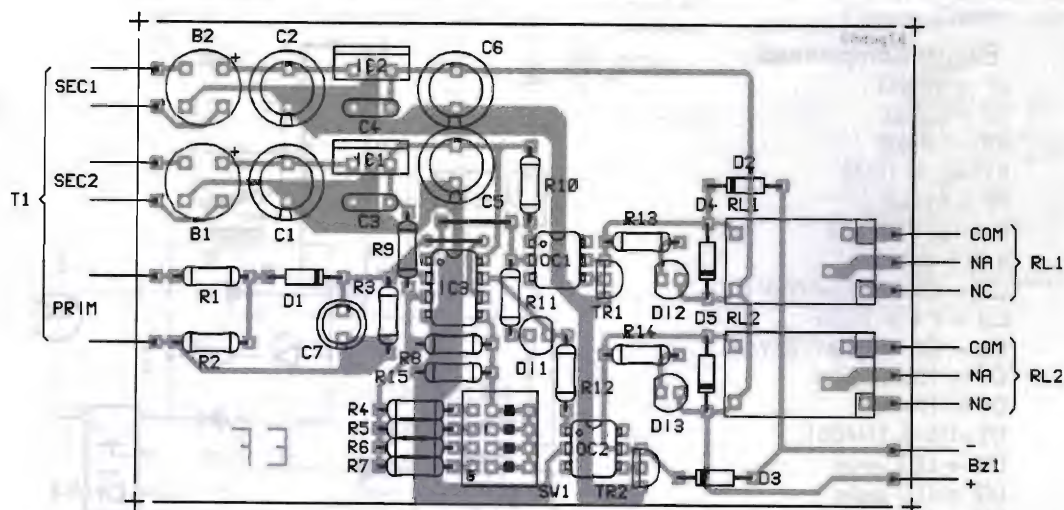 B2 C2 C6
IC2
SEC1
C4
IC1
D2
SEC2 R10
T1 C5 D4 RL1
B1 C1 C3 R13
R9 OC1 COM
NA RL1
R1 D1 R3 IC3 R11 NC
TR1 DI2 D5 RL2
PRIM R14
C7 R8 COM
R2 DI1
R15 R12 NA RL2
R4 DI3 NC
R5
R6 OC2 −
R7 Bz1
SW1 TR2 D3 +